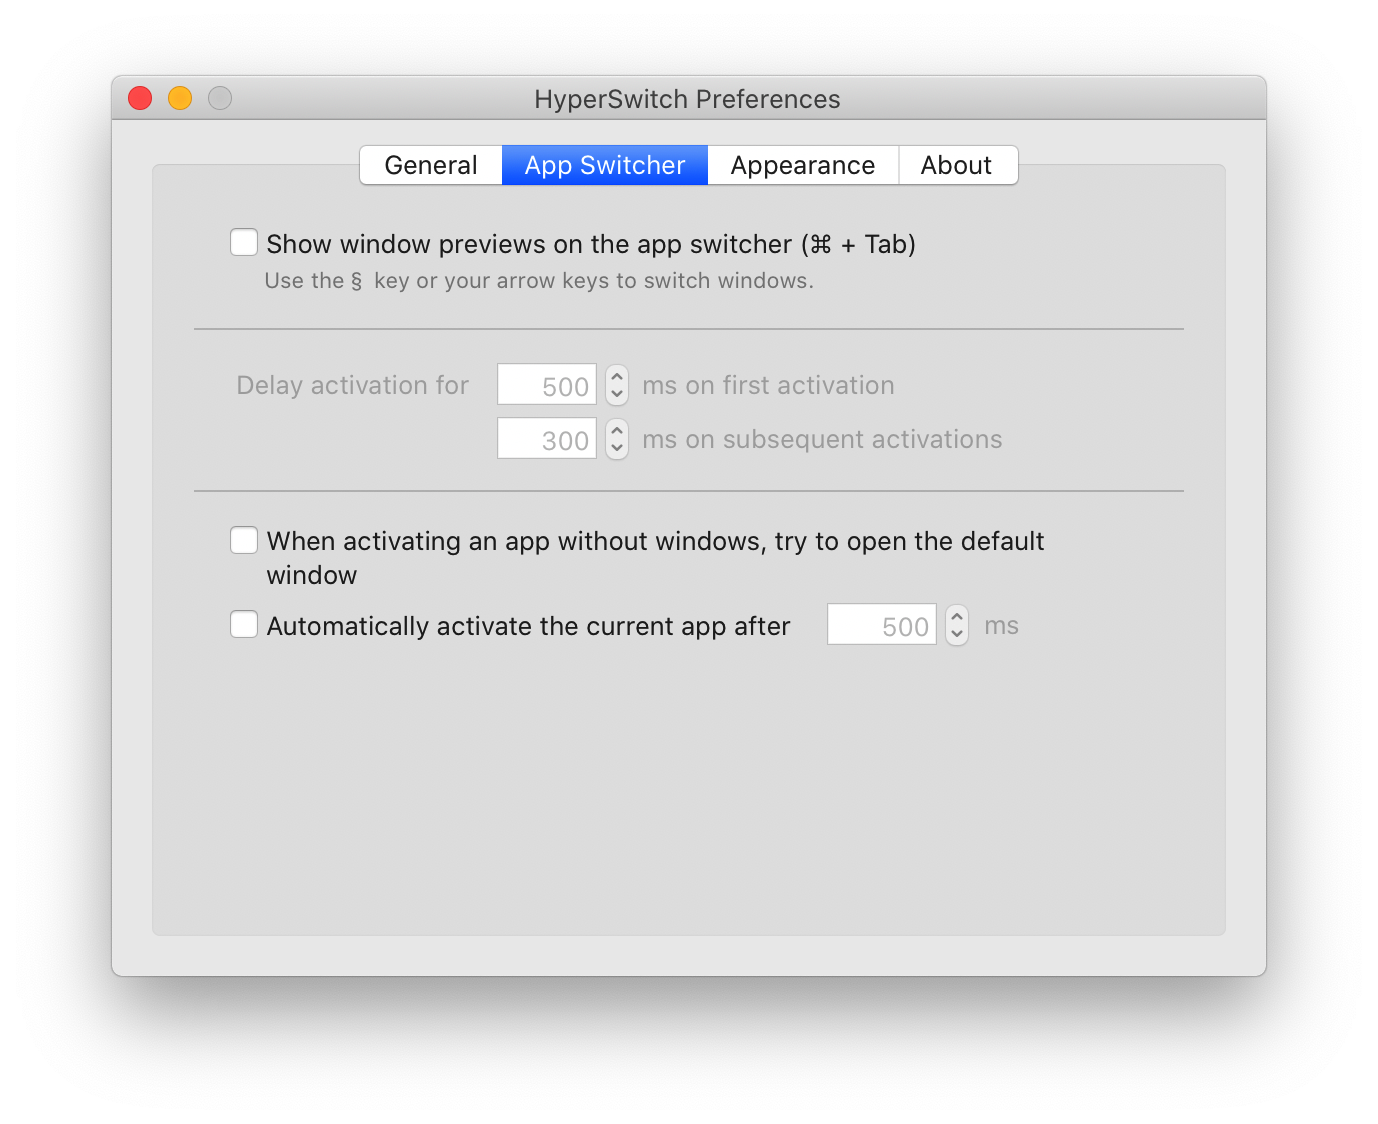 HyperSwitch Preferences
General App Switcher Appearance About
Show window previews on the app switcher (⌘ + Tab)
Use the § key or your arrow keys to switch windows.
Delay activation for 500 ms on first activation
300 ms on subsequent activations
When activating an app without windows, try to open the default
window
Automatically activate the current app after 500 ms